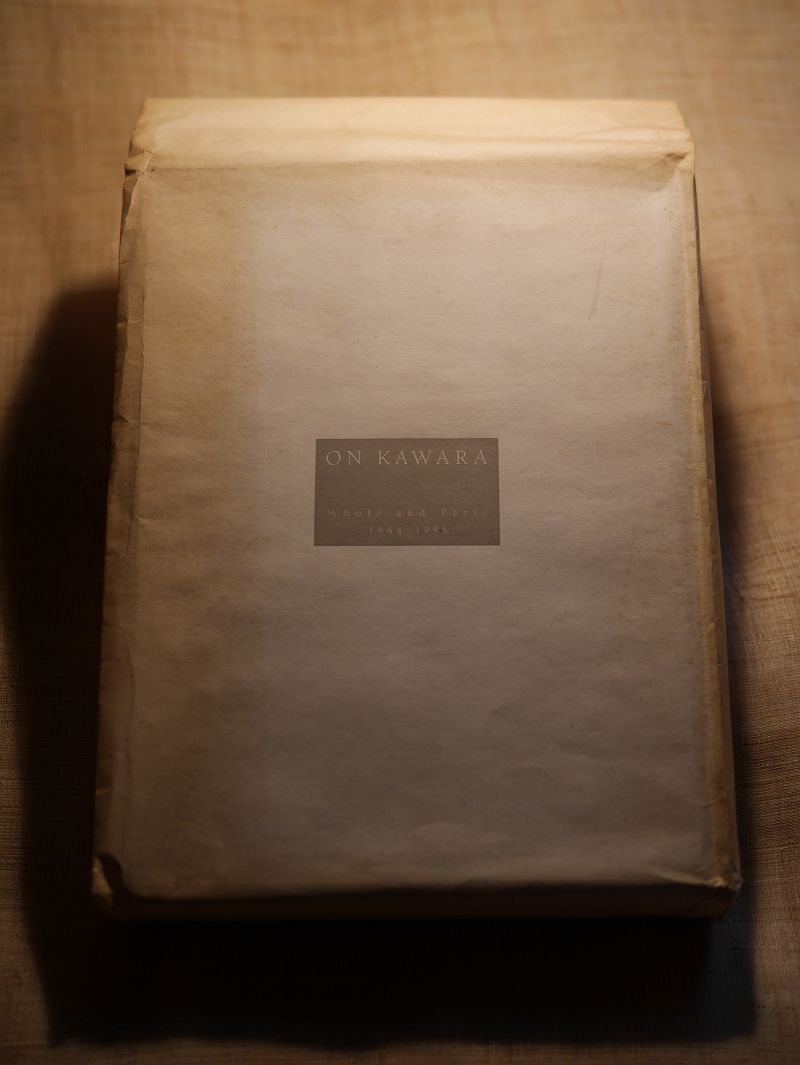 ON KAWARA
Whole and Parts
1964-1995